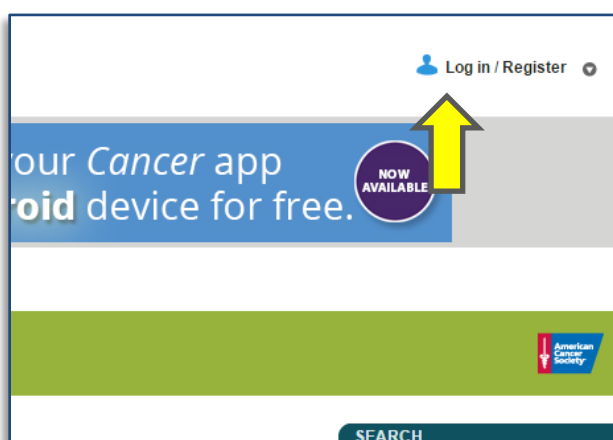 Log in / Register
our Cancer app
roid device for free.
NOW
AVAILABLE
American
Cancer
Society
SEARCH